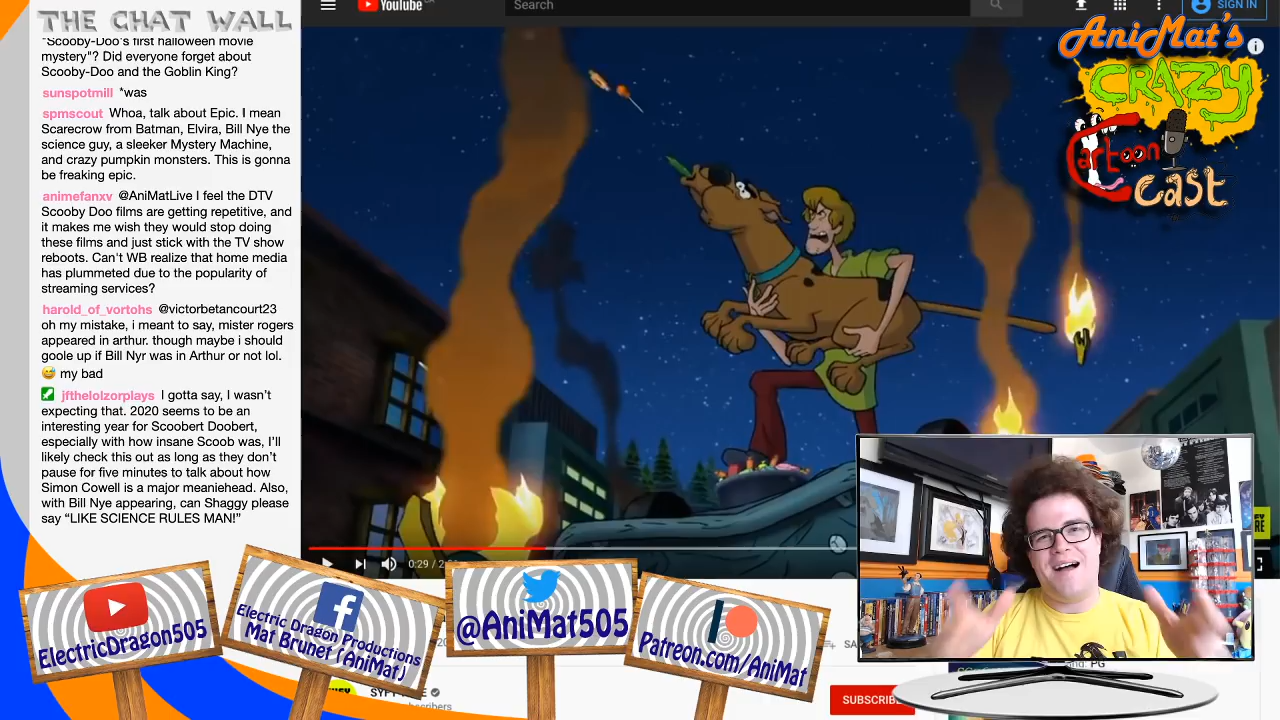 THE CHAT WALL
"Scooby-Doo's first halloween movie
mystery"? Did everyone forget about
Scooby-Doo and the Goblin King?
sunspotmill *was
spmscout Whoa, talk about Epic. I mean
Scarecrow from Batman, Elvira, Bill Nye the
science guy, a sleeker Mystery Machine,
and crazy pumpkin monsters. This is gonna
be freaking epic.
animefanxv @AniMatLive I feel the DTV
Scooby Doo films are getting repetitive, and
it makes me wish they would stop doing
these films and just stick with the TV show
reboots. Can't WB realize that home media
has plummeted due to the popularity of
streaming services?
harold_of_vortohs @victorbetancourt23
oh my mistake, i meant to say, mister rogers
appeared in arthur. though maybe i should
goole up if Bill Nyr was in Arthur or not lol.
😅 my bad
jfthelolzorplays I gotta say, I wasn't
expecting that. 2020 seems to be an
interesting year for Scoobert Doobert,
especially with how insane Scoob was, I'll
likely check this out as long as they don't
pause for five minutes to talk about how
Simon Cowell is a major meaniehead. Also,
with Bill Nye appearing, can Shaggy please
say “LIKE SCIENCE RULES MAN!”
YouTube
Search
SIGN IN
AniMat's
CRAZY
Cartoon
Cast
0:29
ElectricDragon505
Electric Dragon Productions
Mat Brunet (AniMat)
@AniMat505
Patreon.com/AniMat
SUBSCRIBE
PG